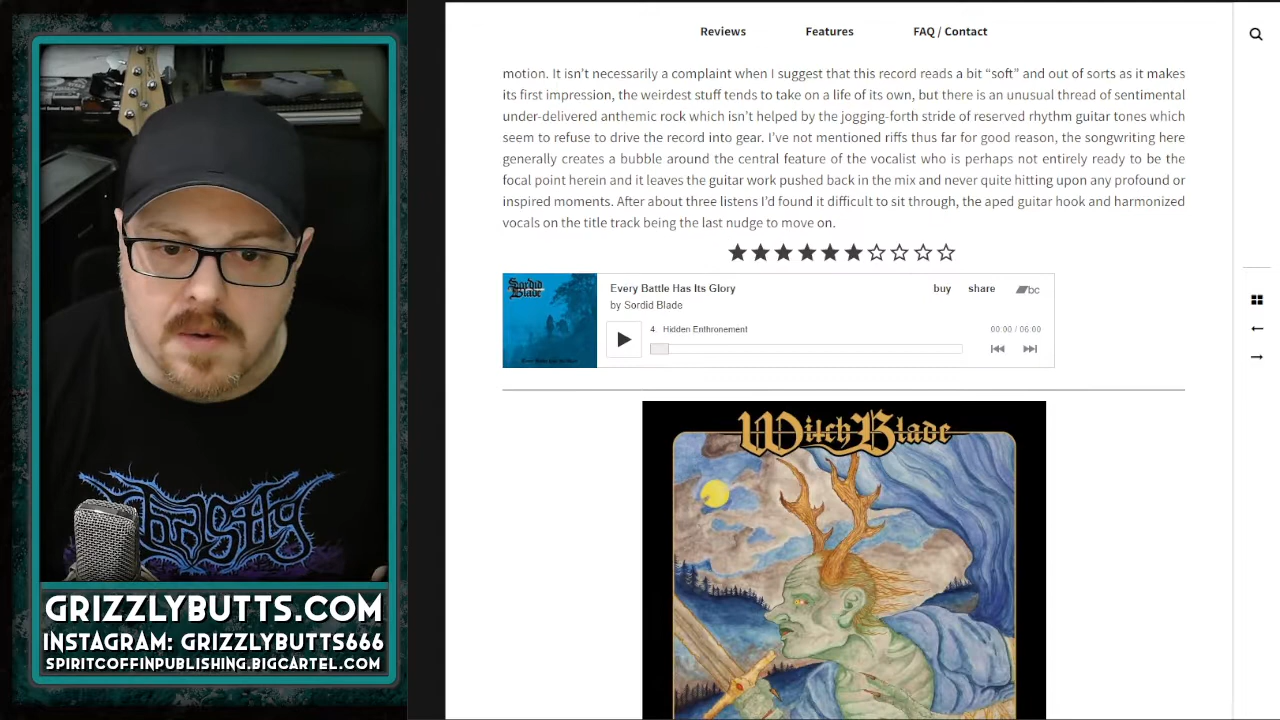 Reviews
Features
FAQ / Contact
motion. It isn’t necessarily a complaint when I suggest that this record reads a bit “soft” and out of sorts as it makes
its first impression, the weirdest stuff tends to take on a life of its own, but there is an unusual thread of sentimental
under-delivered anthemic rock which isn’t helped by the jogging-forth stride of reserved rhythm guitar tones which
seem to refuse to drive the record into gear. I’ve not mentioned riffs thus far for good reason, the songwriting here
generally creates a bubble around the central feature of the vocalist who is perhaps not entirely ready to be the
focal point herein and it leaves the guitar work pushed back in the mix and never quite hitting upon any profound or
inspired moments. After about three listens I’d found it difficult to sit through, the aped guitar hook and harmonized
vocals on the title track being the last nudge to move on.
Sordid
Blade
Every Battle Has Its Glory
by Sordid Blade
buy
share
bc
4 Hidden Enthronement
00:00 / 06:00
Witch Blade
Ghastly
GRIZZLYBUTTS.COM
INSTAGRAM: GRIZZLYBUTTS666
SPIRITCOFFINPUBLISHING.BIGCARTEL.COM